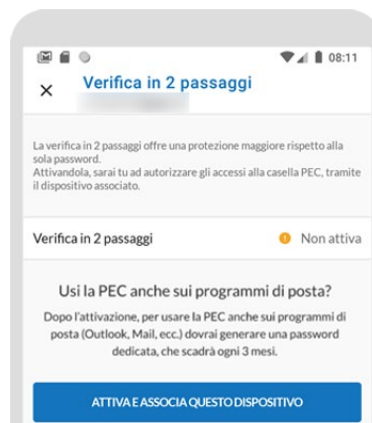 08:11
Verifica in 2 passaggi
La verifica in 2 passaggi offre una protezione maggiore rispetto alla
sola password.
Attivandola, sarai tu ad autorizzare gli accessi alla casella PEC, tramite
il dispositivo associato.
Verifica in 2 passaggi Non attiva
Usi la PEC anche sui programmi di posta?
Dopo l'attivazione, per usare la PEC anche sui programmi di
posta (Outlook, Mail, ecc.) dovrai generare una password
dedicata, che scadrà ogni 3 mesi.
ATTIVA E ASSOCIA QUESTO DISPOSITIVO